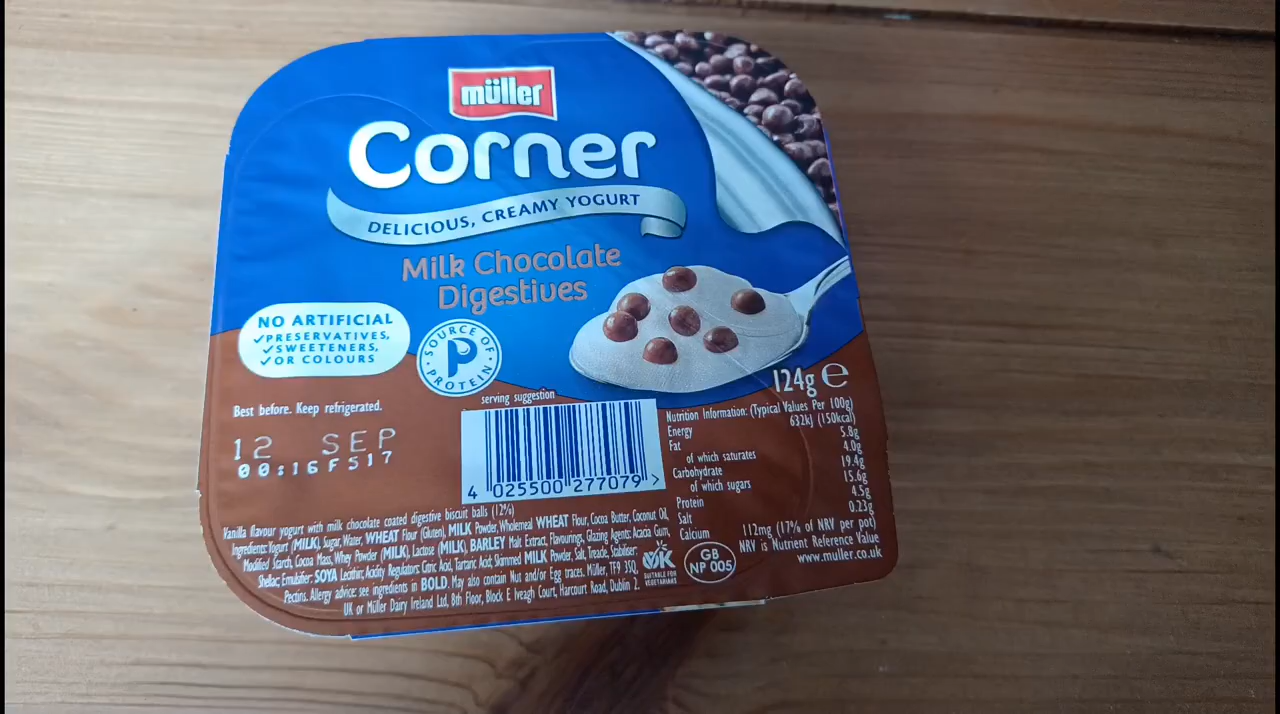 müller
Corner
DELICIOUS, CREAMY YOGURT
Milk Chocolate
Digestives
NO ARTIFICIAL
✓PRESERVATIVES,
✓SWEETENERS,
✓OR COLOURS
SOURCE OF
P
PROTEIN
serving suggestion
124g e
Best before. Keep refrigerated.
12 SEP
00:16F517
4 025500 277079 >
Nutrition Information: (Typical Values Per 100g)
Energy 632kJ (150kcal)
Fat 5.8g
of which saturates 4.0g
Carbohydrate 19.4g
of which sugars 15.6g
Protein 4.5g
Salt 0.23g
Calcium 112mg (17% of NRV per pot)
NRV is Nutrient Reference Value
www.muller.co.uk
Vanilla flavour yogurt with milk chocolate coated digestive biscuit balls (12%)
Ingredients: Yogurt (MILK), Sugar, Water, WHEAT Flour (Gluten), MILK Powder, Wholemeal WHEAT Flour, Cocoa Butter, Coconut Oil,
Modified Starch, Cocoa Mass, Whey Powder (MILK), Lactose (MILK), BARLEY Malt Extract, Flavourings, Glazing Agents: Acacia Gum,
Shellac; Emulsifier: SOYA Lecithin; Acidity Regulators: Citric Acid, Tartaric Acid; Skimmed MILK Powder, Salt, Treacle, Stabiliser:
Pectins. Allergy advice: see ingredients in BOLD. May also contain Nut and/or Egg traces. Müller, TF9 3SQ,
UK or Müller Dairy Ireland Ltd, 8th Floor, Block E Iveagh Court, Harcourt Road, Dublin 2.
UK
SUITABLE FOR
VEGETARIANS
GB
NP 005